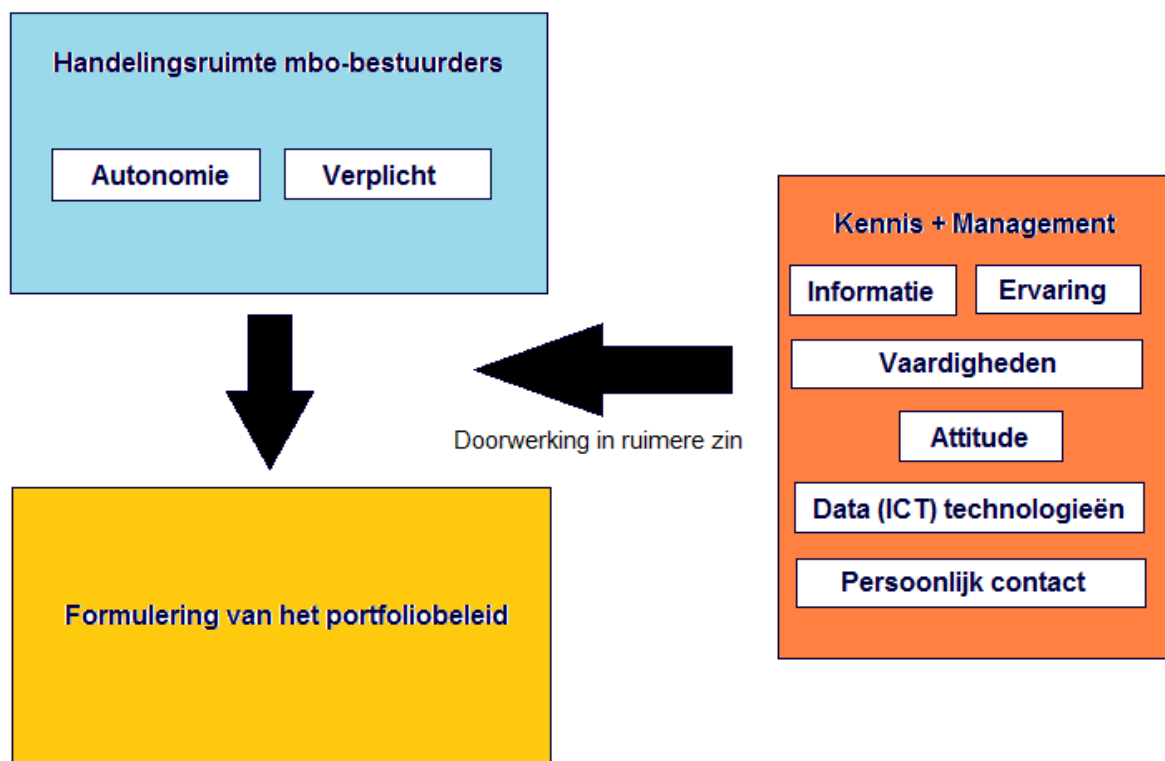 Handelingsruimte mbo-bestuurders
Autonomie
Verplicht
Kennis + Management
Informatie
Ervaring
Vaardigheden
Attitude
Data (ICT) technologieën
Persoonlijk contact
Doorwerking in ruimere zin
Formulering van het portfoliobeleid